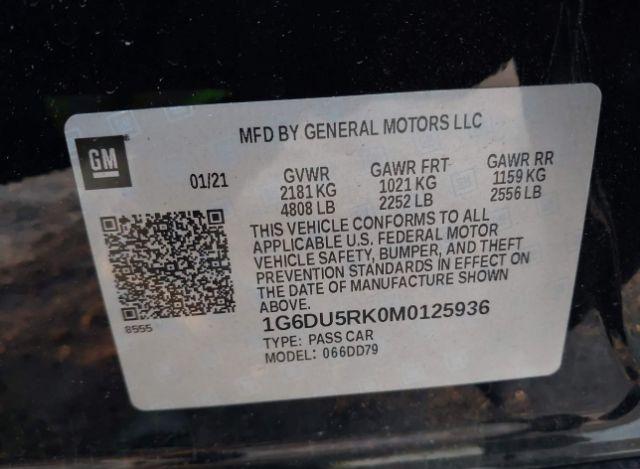 MFD BY GENERAL MOTORS LLC
GM
01/21
GVWR
2181 KG
4808 LB
GAWR FRT
1021 KG
2252 LB
GAWR RR
1159 KG
2556 LB
THIS VEHICLE CONFORMS TO ALL
APPLICABLE U.S. FEDERAL MOTOR
VEHICLE SAFETY, BUMPER, AND THEFT
PREVENTION STANDARDS IN EFFECT ON
THE DATE OF MANUFACTURE SHOWN
ABOVE.
8555
1G6DU5RK0M0125936
TYPE: PASS CAR
MODEL: 066DD79